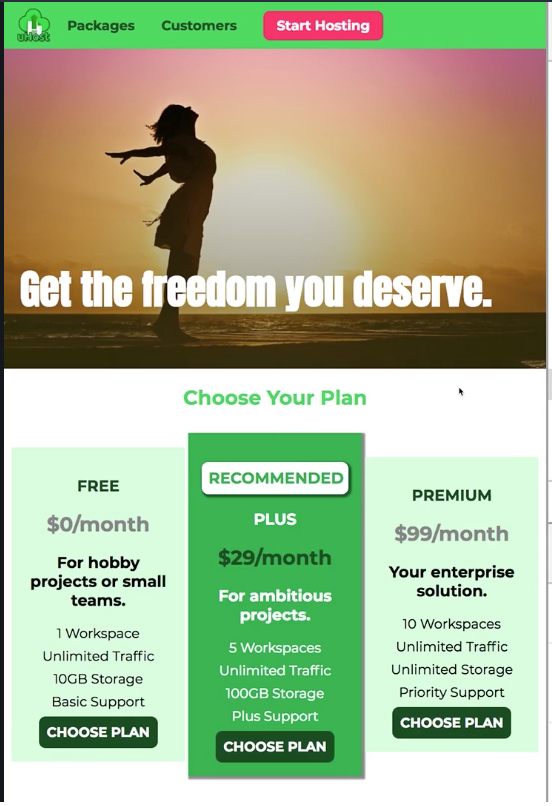 uHost
Packages
Customers
Start Hosting
Get the freedom you deserve.
Choose Your Plan
FREE
$0/month
For hobby
projects or small
teams.
1 Workspace
Unlimited Traffic
10GB Storage
Basic Support
CHOOSE PLAN
RECOMMENDED
PLUS
$29/month
For ambitious
projects.
5 Workspaces
Unlimited Traffic
100GB Storage
Plus Support
CHOOSE PLAN
PREMIUM
$99/month
Your enterprise
solution.
10 Workspaces
Unlimited Traffic
Unlimited Storage
Priority Support
CHOOSE PLAN